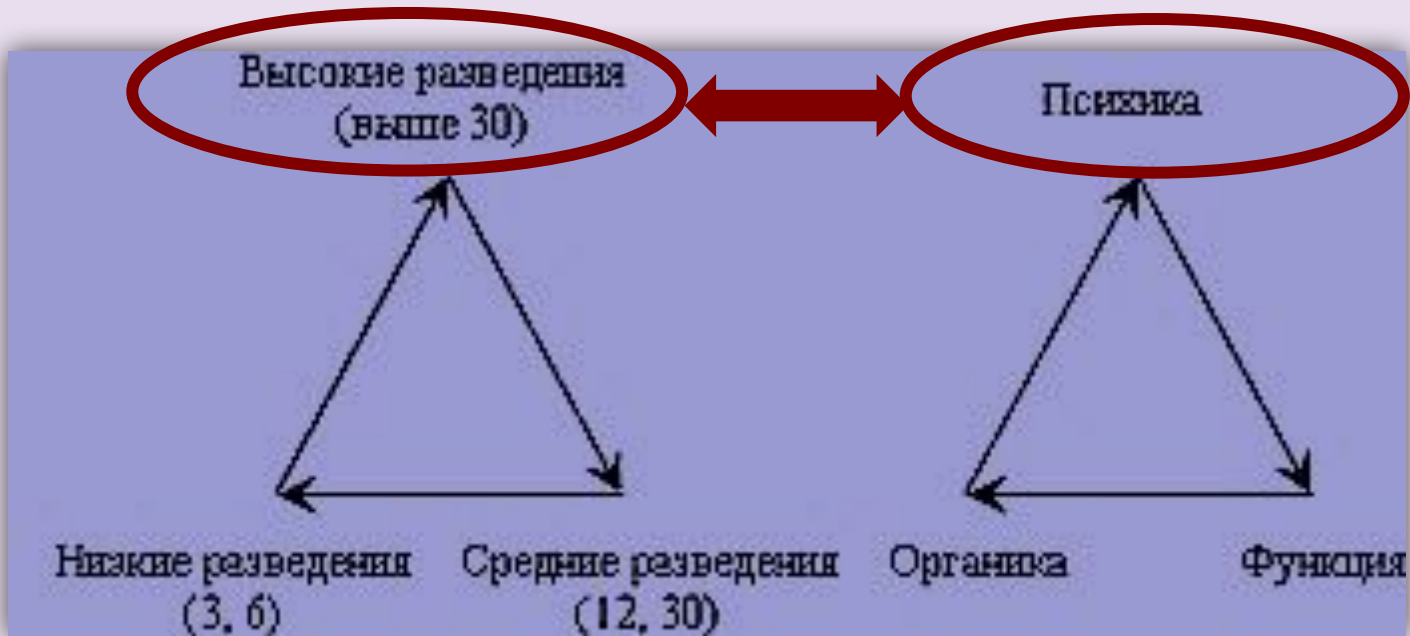 Высокие разведения
(выше 30)
Психика
Низкие разведения
(3, 6)
Средние разведения
(12, 30)
Органика
Функция